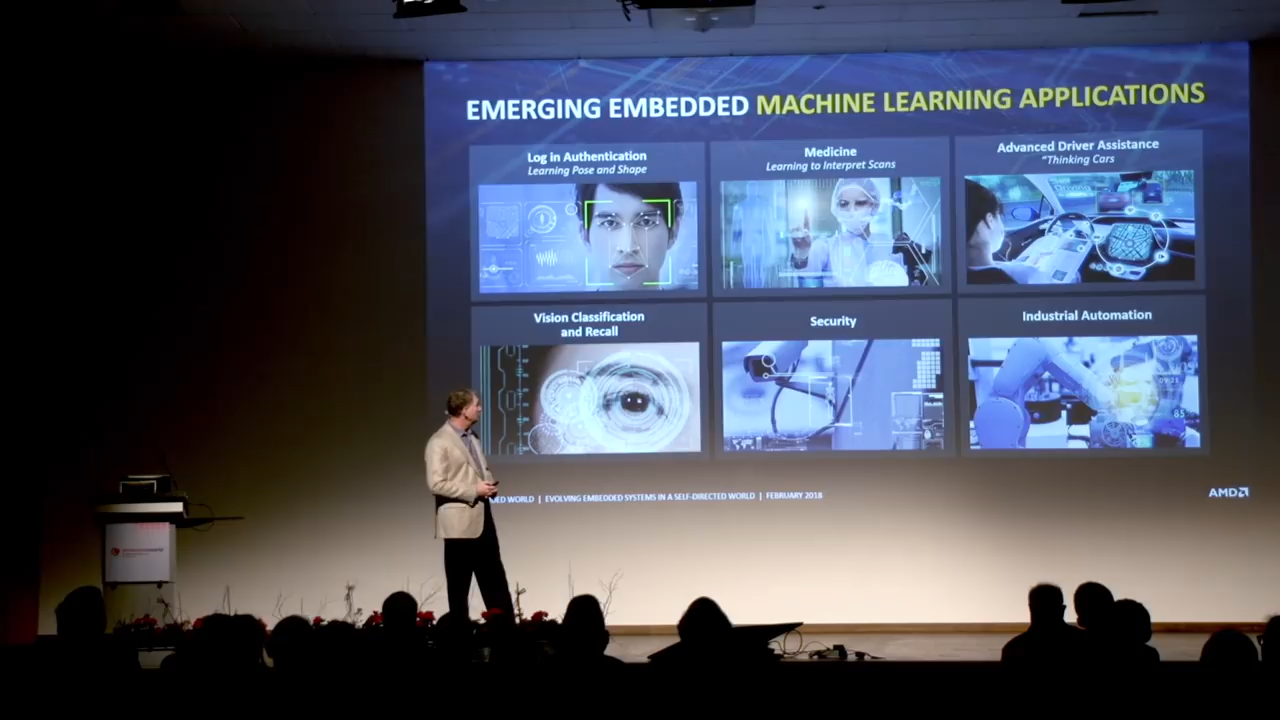 EMERGING EMBEDDED MACHINE LEARNING APPLICATIONS
Log in Authentication
Learning Pose and Shape
Medicine
Learning to Interpret Scans
Advanced Driver Assistance
"Thinking Cars
Vision Classification
and Recall
Security
Industrial Automation
WORLD | EVOLVING EMBEDDED SYSTEMS IN A SELF-DIRECTED WORLD | FEBRUARY 2018
AMD